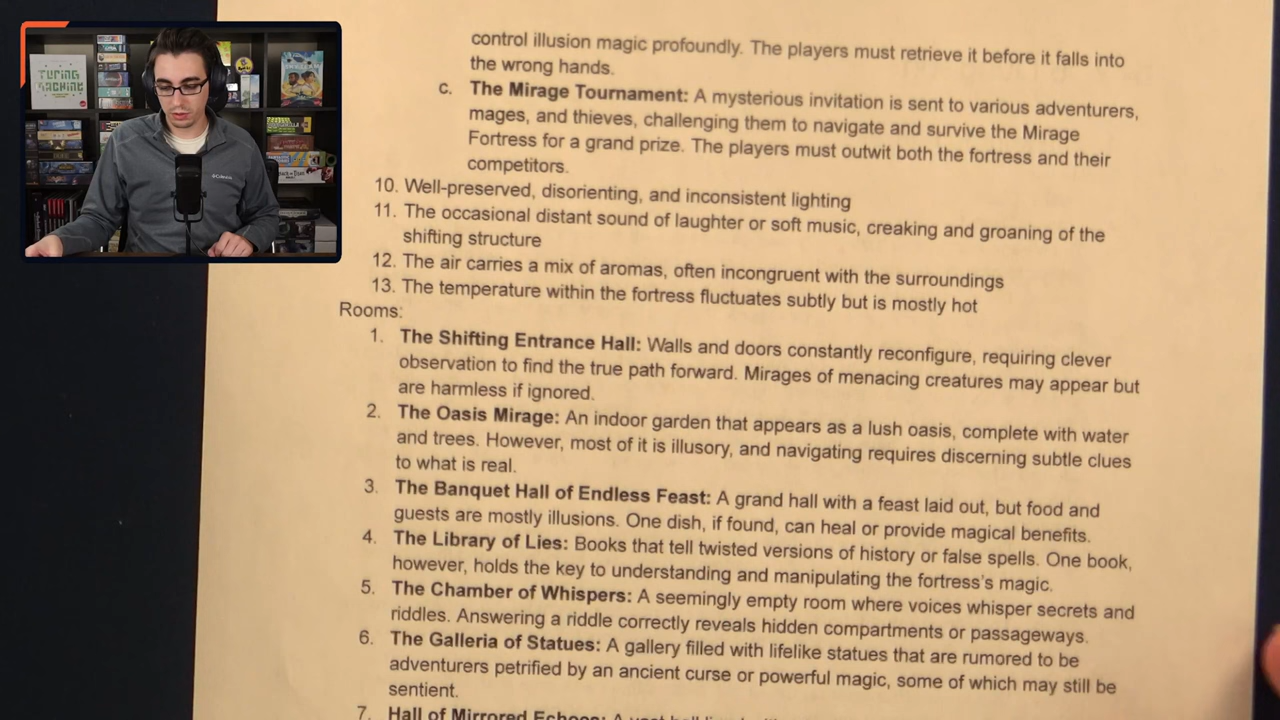 TURING
MACHINE
Columbia
control illusion magic profoundly. The players must retrieve it before it falls into
the wrong hands.
c. The Mirage Tournament: A mysterious invitation is sent to various adventurers,
mages, and thieves, challenging them to navigate and survive the Mirage
Fortress for a grand prize. The players must outwit both the fortress and their
competitors.
10. Well-preserved, disorienting, and inconsistent lighting
11. The occasional distant sound of laughter or soft music, creaking and groaning of the
shifting structure
12. The air carries a mix of aromas, often incongruent with the surroundings
13. The temperature within the fortress fluctuates subtly but is mostly hot
Rooms:
1. The Shifting Entrance Hall: Walls and doors constantly reconfigure, requiring clever
observation to find the true path forward. Mirages of menacing creatures may appear but
are harmless if ignored.
2. The Oasis Mirage: An indoor garden that appears as a lush oasis, complete with water
and trees. However, most of it is illusory, and navigating requires discerning subtle clues
to what is real.
3. The Banquet Hall of Endless Feast: A grand hall with a feast laid out, but food and
guests are mostly illusions. One dish, if found, can heal or provide magical benefits.
4. The Library of Lies: Books that tell twisted versions of history or false spells. One book,
however, holds the key to understanding and manipulating the fortress's magic.
5. The Chamber of Whispers: A seemingly empty room where voices whisper secrets and
riddles. Answering a riddle correctly reveals hidden compartments or passageways.
6. The Galleria of Statues: A gallery filled with lifelike statues that are rumored to be
adventurers petrified by an ancient curse or powerful magic, some of which may still be
sentient.
7. Hall of Mirrored Echoes: A vast hall